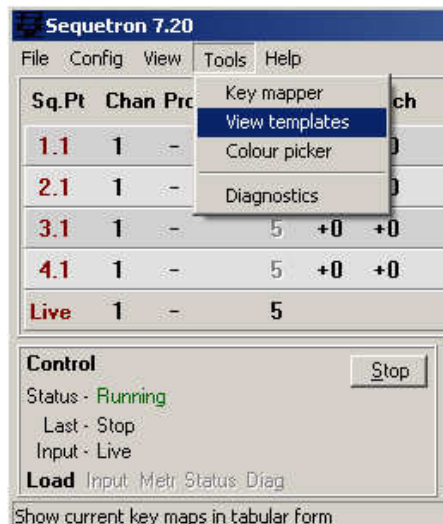 Sequetron 7.20
File Config View Tools Help
Sq.Pt Chan Pro ch
Key mapper
View templates
Colour picker
Diagnostics
1.1 1 -
2.1 1 -
3.1 1 - 5 +0 +0
4.1 1 - 5 +0 +0
Live 1 - 5
Control
Stop
Status - Running
Last - Stop
Input - Live
Load Input Metr Status Diag
Show current key maps in tabular form